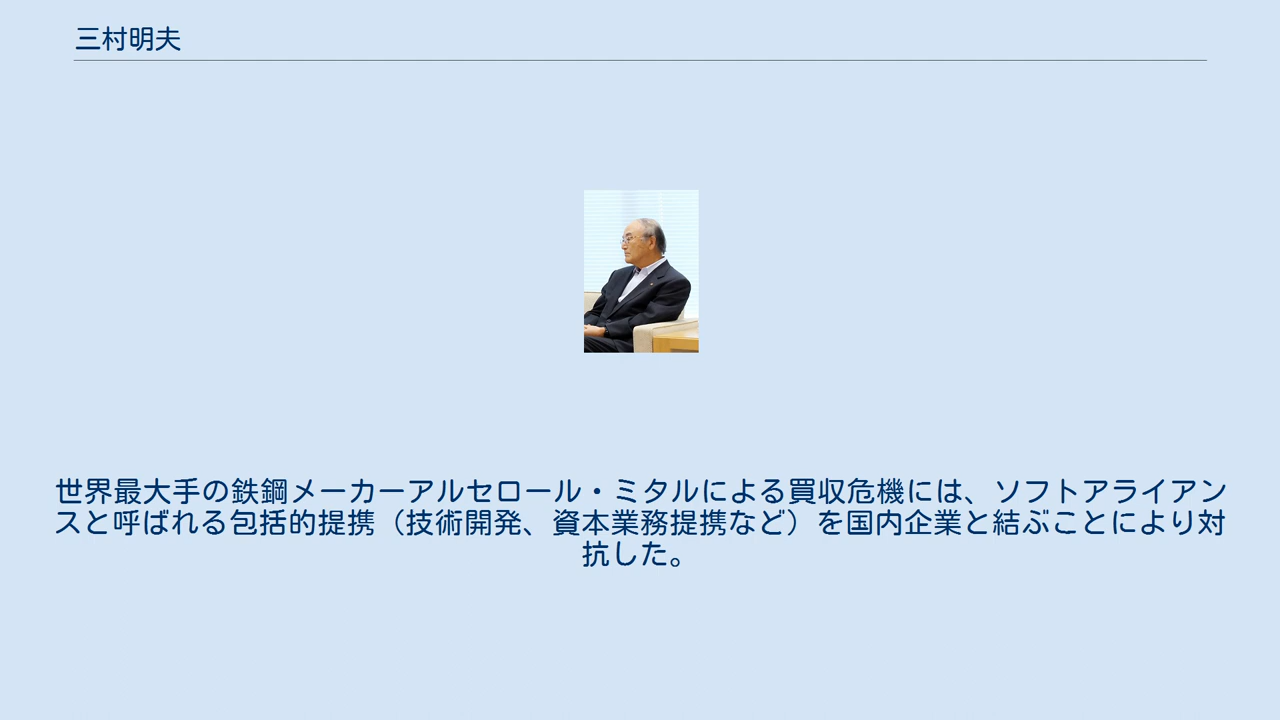 三村明夫
世界最大手の鉄鋼メーカーアルセロール・ミタルによる買収危機には、ソフトアライアン
スと呼ばれる包括的提携（技術開発、資本業務提携など）を国内企業と結ぶことにより対
抗した。